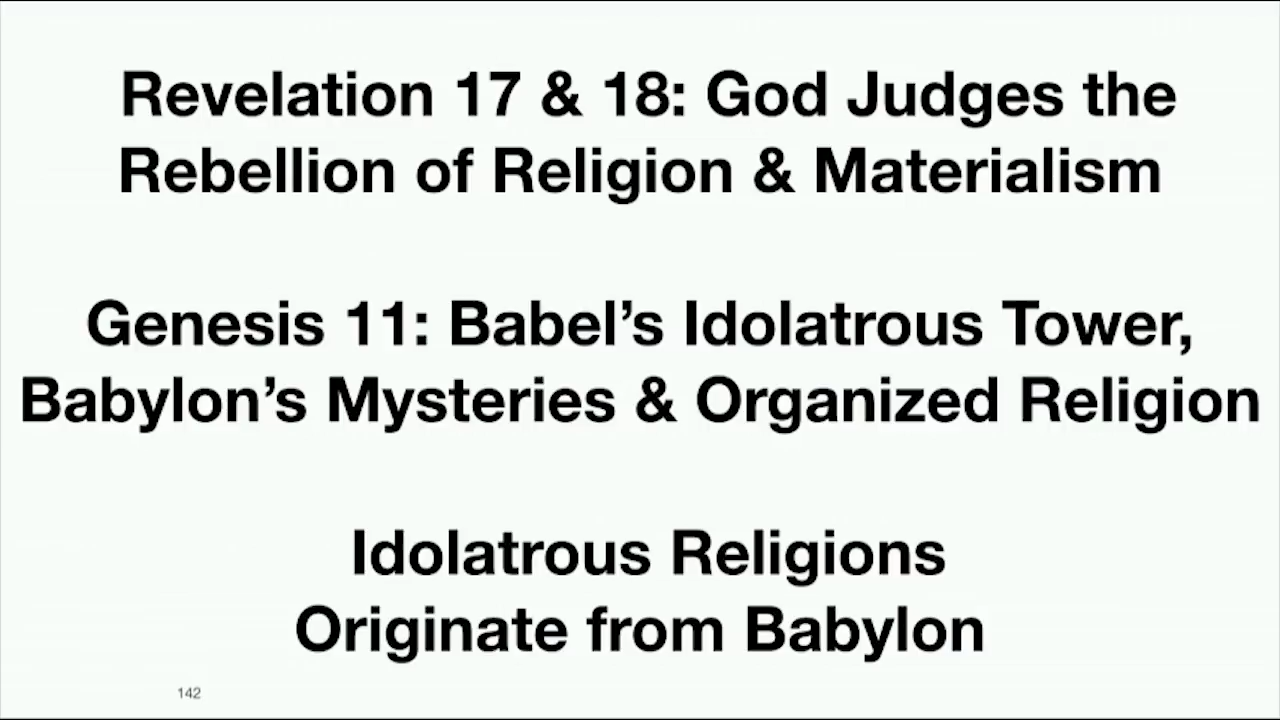 Revelation 17 & 18: God Judges the
Rebellion of Religion & Materialism
Genesis 11: Babel’s Idolatrous Tower,
Babylon’s Mysteries & Organized Religion
Idolatrous Religions
Originate from Babylon
142